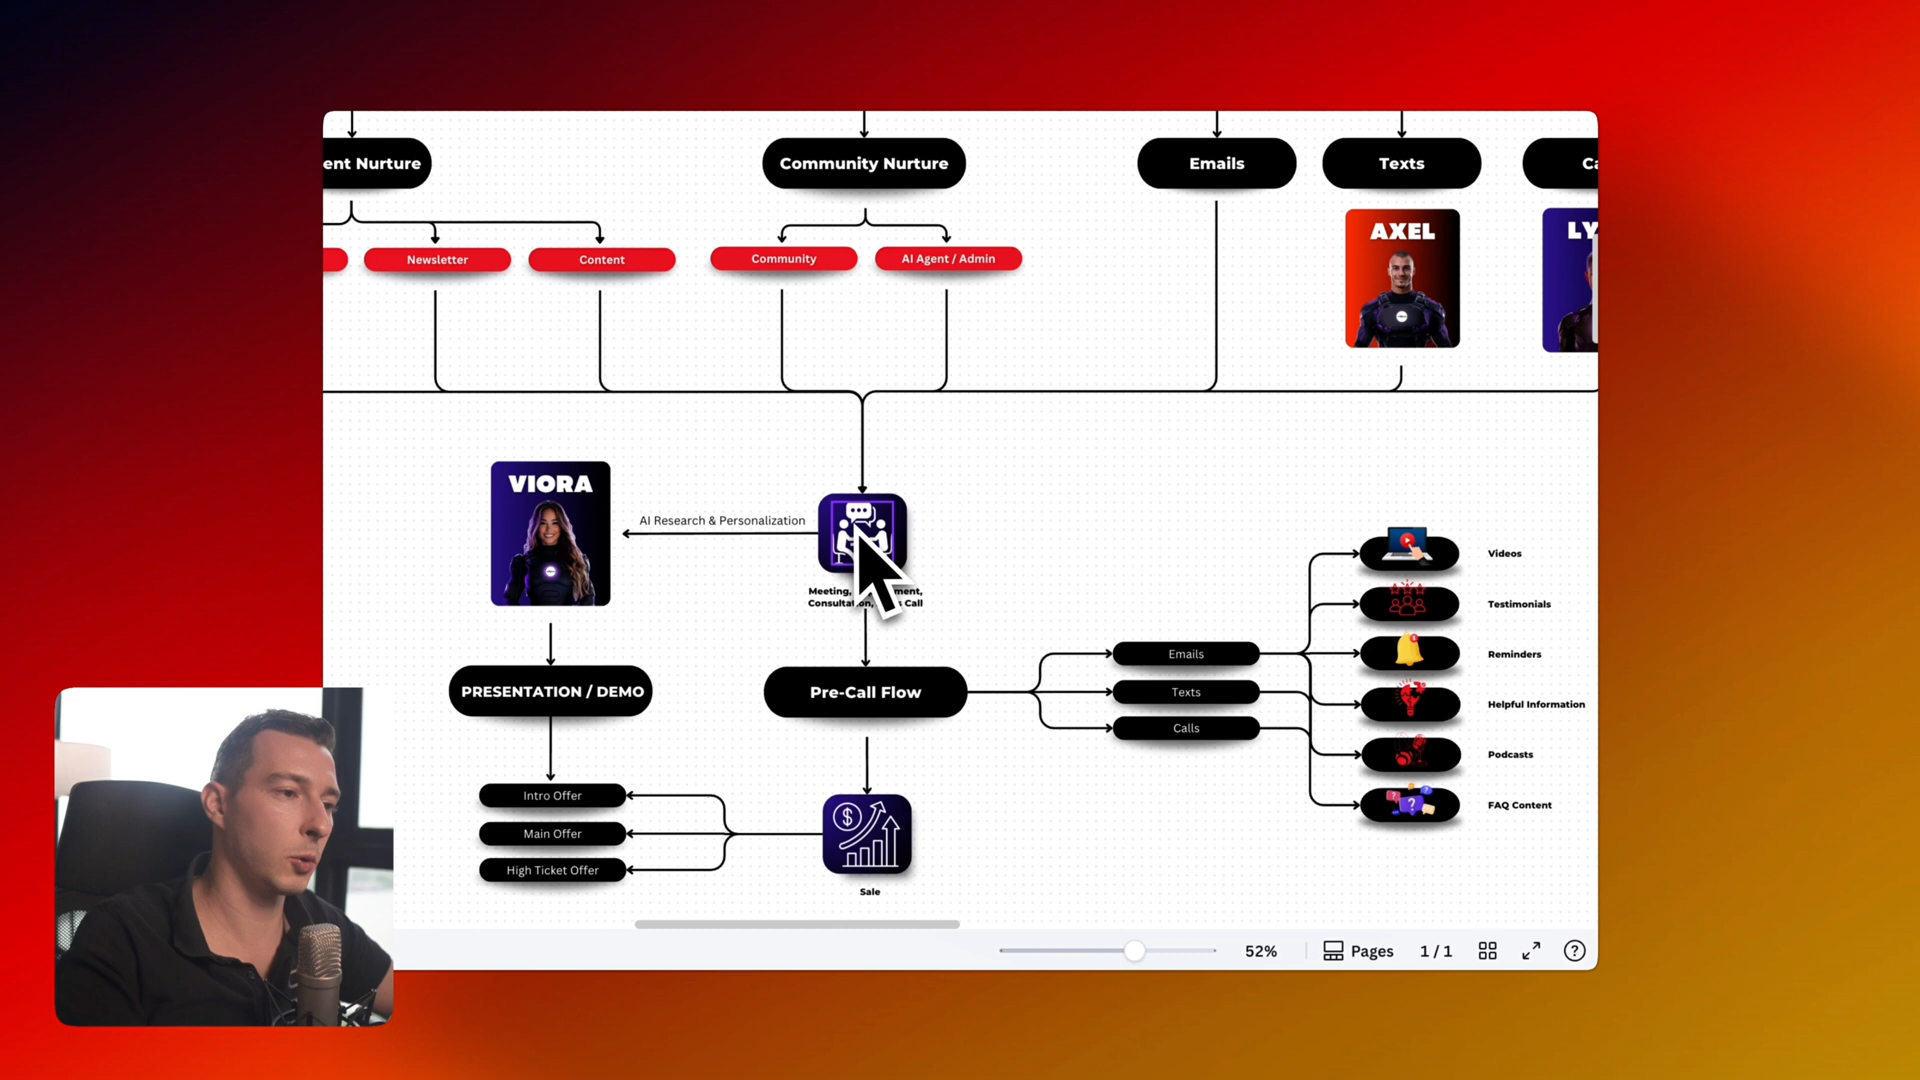 ent Nurture
Community Nurture
Emails
Texts
Ca
Newsletter
Content
Community
AI Agent / Admin
AXEL
LY
VIORA
AI Research & Personalization
Meeting,
Call
Pre-Call Flow
PRESENTATION / DEMO
Emails
Texts
Calls
Videos
Testimonials
Reminders
Helpful Information
Podcasts
FAQ Content
Intro Offer
Main Offer
High Ticket Offer
Sale
52%
Pages
1 / 1